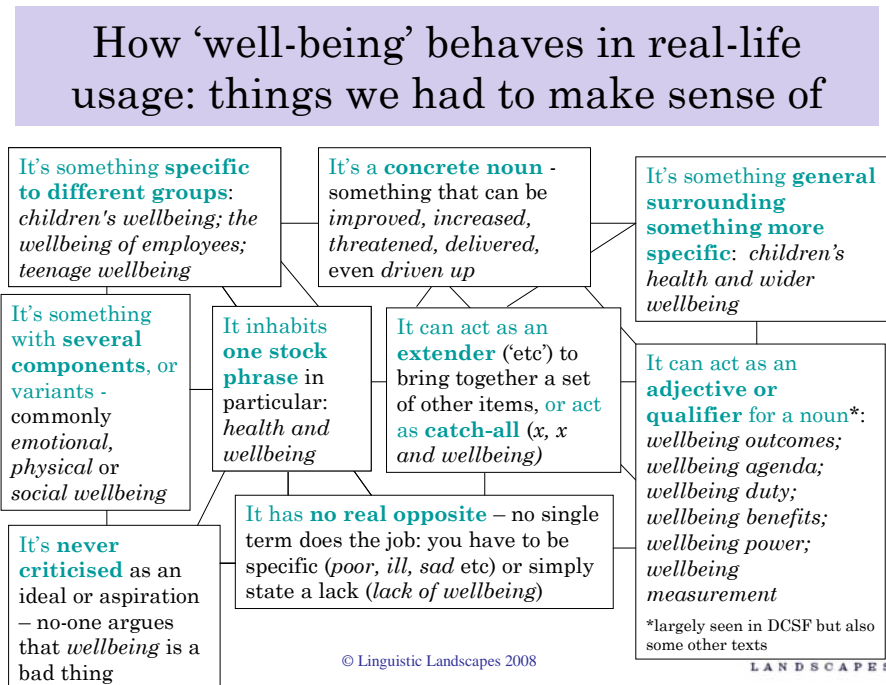 How ‘well-being’ behaves in real-life
usage: things we had to make sense of
It’s something specific
to different groups:
children's wellbeing; the
wellbeing of employees;
teenage wellbeing
It’s a concrete noun -
something that can be
improved, increased,
threatened, delivered,
even driven up
It’s something general
surrounding
something more
specific: children’s
health and wider
wellbeing
It’s something
with several
components, or
variants -
commonly
emotional,
physical or
social wellbeing
It inhabits
one stock
phrase in
particular:
health and
wellbeing
It can act as an
extender (‘etc’) to
bring together a set
of other items, or act
as catch-all (x, x
and wellbeing)
It can act as an
adjective or
qualifier for a noun*:
wellbeing outcomes;
wellbeing agenda;
wellbeing duty;
wellbeing benefits;
wellbeing power;
wellbeing
measurement
*largely seen in DCSF but also
some other texts
It’s never
criticised as an
ideal or aspiration
– no-one argues
that wellbeing is a
bad thing
It has no real opposite – no single
term does the job: you have to be
specific (poor, ill, sad etc) or simply
state a lack (lack of wellbeing)
© Linguistic Landscapes 2008
LANDSCAPES